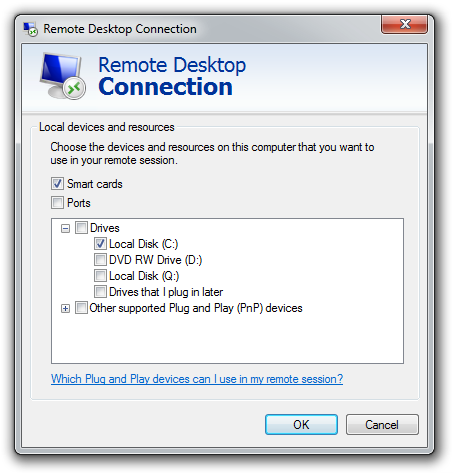 Remote Desktop Connection
Remote Desktop
Connection
Local devices and resources
Choose the devices and resources on this computer that you want to
use in your remote session.
Smart cards
Ports
Drives
Local Disk (C:)
DVD RW Drive (D:)
Local Disk (Q:)
Drives that I plug in later
Other supported Plug and Play (PnP) devices
Which Plug and Play devices can I use in my remote session?
OK
Cancel